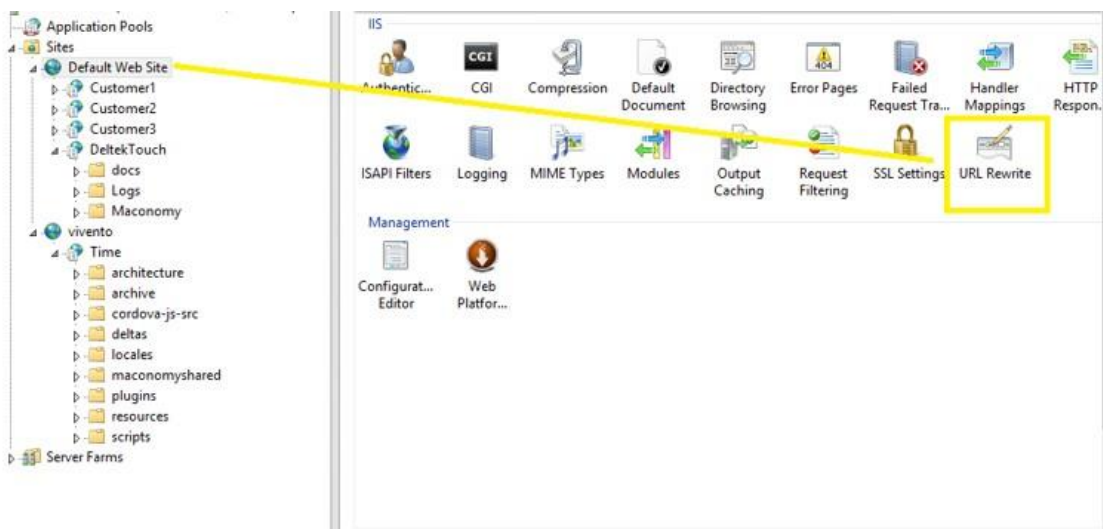 Application Pools
Sites
Default Web Site
Customer1
Customer2
Customer3
DeltekTouch
docs
Logs
Maconomy
vivento
Time
architecture
archive
cordova-js-src
deltas
locales
maconomyshared
plugins
resources
scripts
Server Farms
IIS
CGI
404
Authentic... CGI Compression Default Directory Error Pages Failed Handler HTTP
Document Browsing Request Tra... Mappings Respon.
ISAPI Filters Logging MIME Types Modules Output Request SSL Settings URL Rewrite
Caching Filtering
Management
Configurat... Web
Editor Platfor...